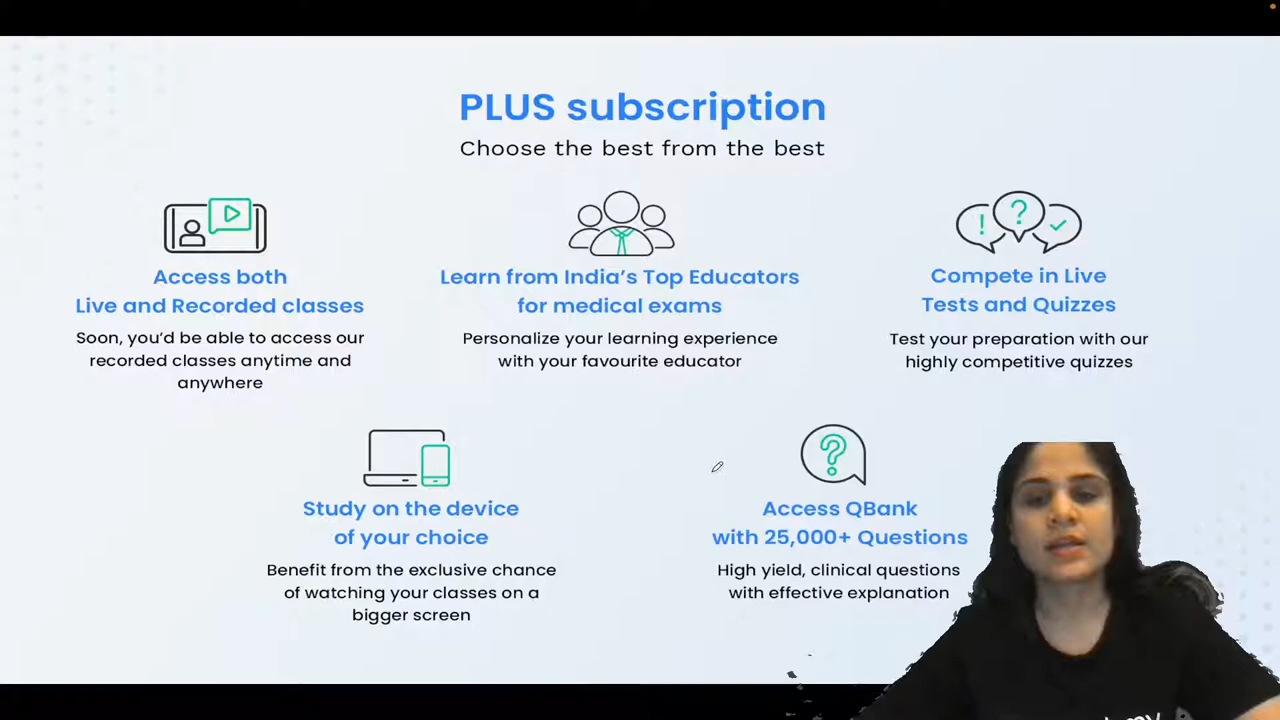 PLUS subscription
Choose the best from the best
Access both
Live and Recorded classes
Soon, you'd be able to access our
recorded classes anytime and
anywhere
Learn from India's Top Educators
for medical exams
Personalize your learning experience
with your favourite educator
Compete in Live
Tests and Quizzes
Test your preparation with our
highly competitive quizzes
Study on the device
of your choice
Benefit from the exclusive chance
of watching your classes on a
bigger screen
Access QBank
with 25,000+ Questions
High yield, clinical questions
with effective explanation